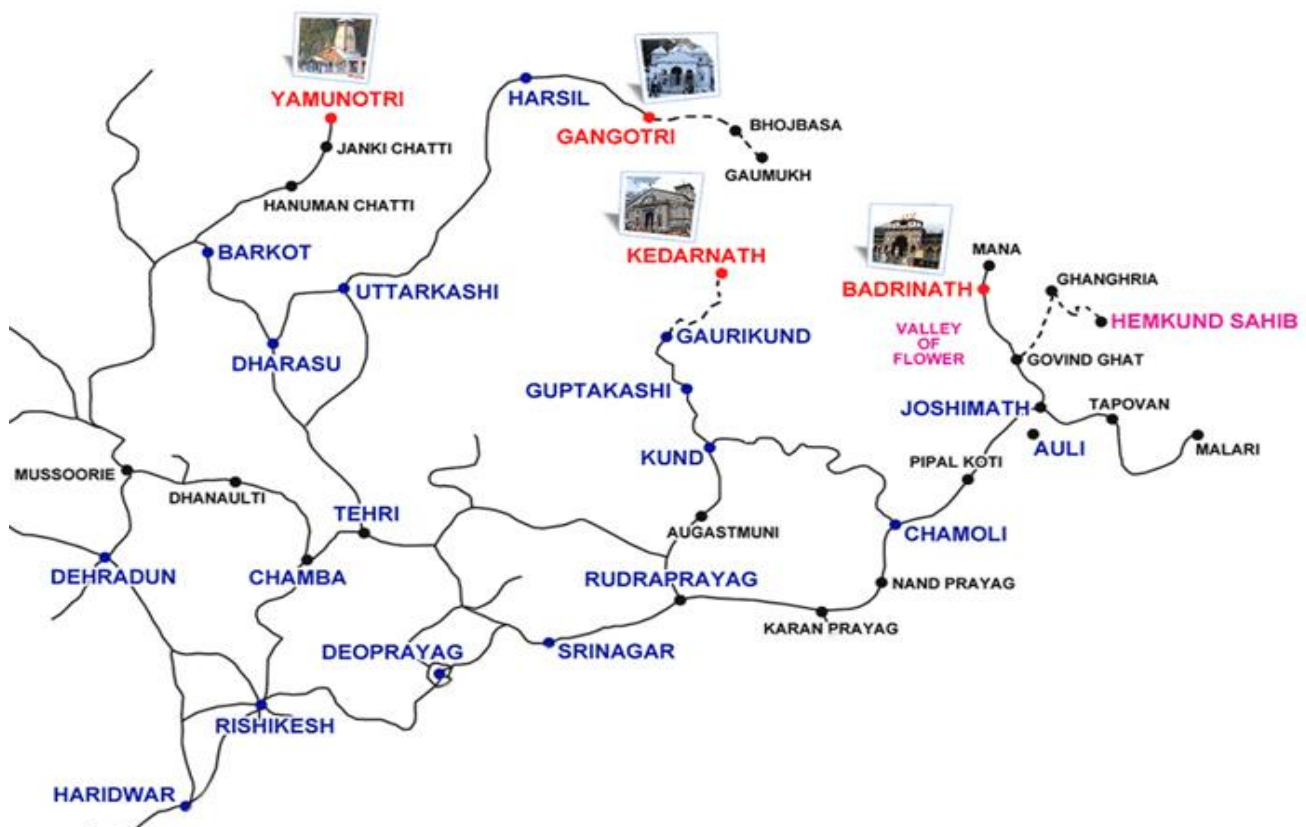 YAMUNOTRI
HARSIL
GANGOTRI
BHOJBASA
JANKI CHATTI
GAUMUKH
HANUMAN CHATTI
BARKOT
KEDARNATH
MANA
UTTARKASHI
BADRINATH
GHANGHRIA
HEMKUND SAHIB
GAURIKUND
VALLEY
OF
FLOWER
DHARASU
GOVIND GHAT
GUPTAKASHI
JOSHIMATH
TAPOVAN
AULI
MALARI
KUND
PIPAL KOTI
MUSSOORIE
DHANAULTI
TEHRI
AUGASTMUNI
CHAMOLI
DEHRADUN
CHAMBA
RUDRAPRAYAG
NAND PRAYAG
KARAN PRAYAG
DEOPRAYAG
SRINAGAR
RISHIKESH
HARIDWAR